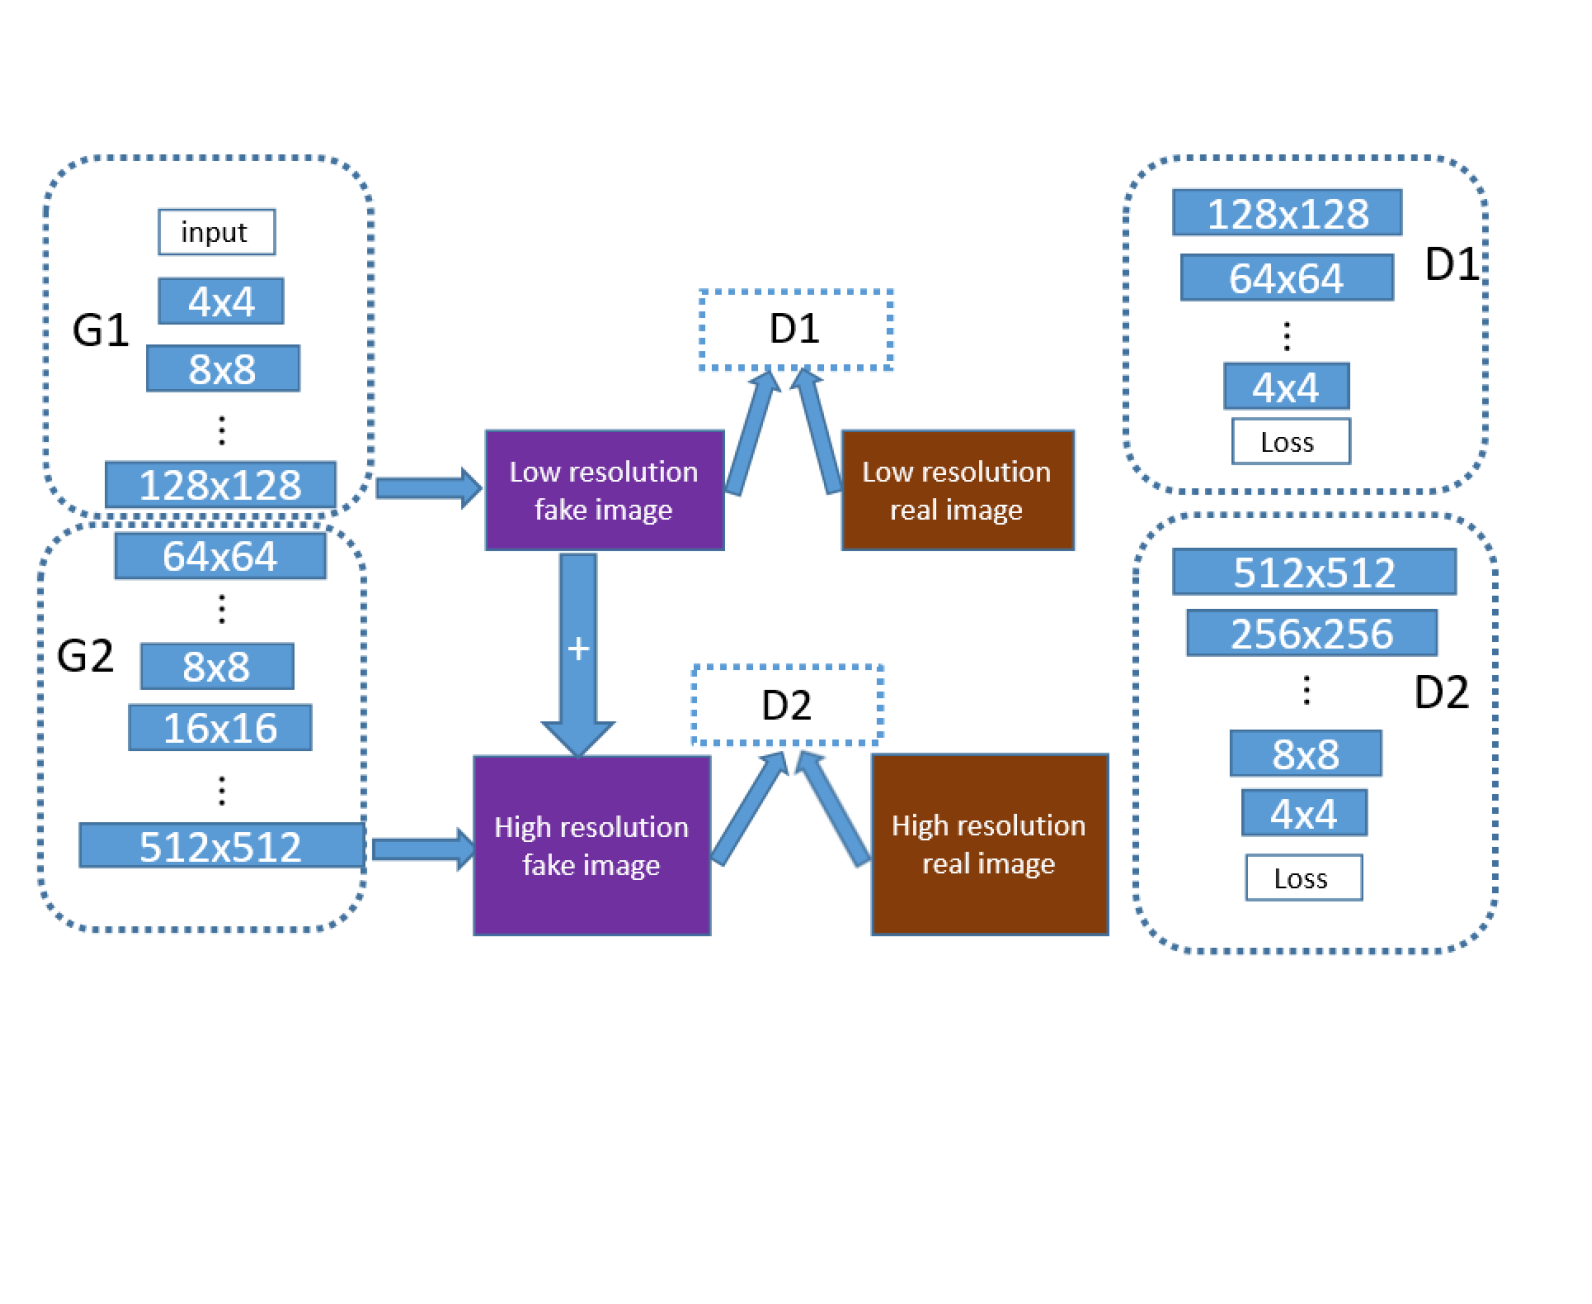 input
4x4
G1
8x8
⋮
128x128
64x64
⋮
G2
8x8
16x16
⋮
512x512
D1
Low resolution
fake image
Low resolution
real image
+
D2
High resolution
fake image
High resolution
real image
128x128
D1
64x64
⋮
4x4
Loss
512x512
256x256
⋮
D2
8x8
4x4
Loss